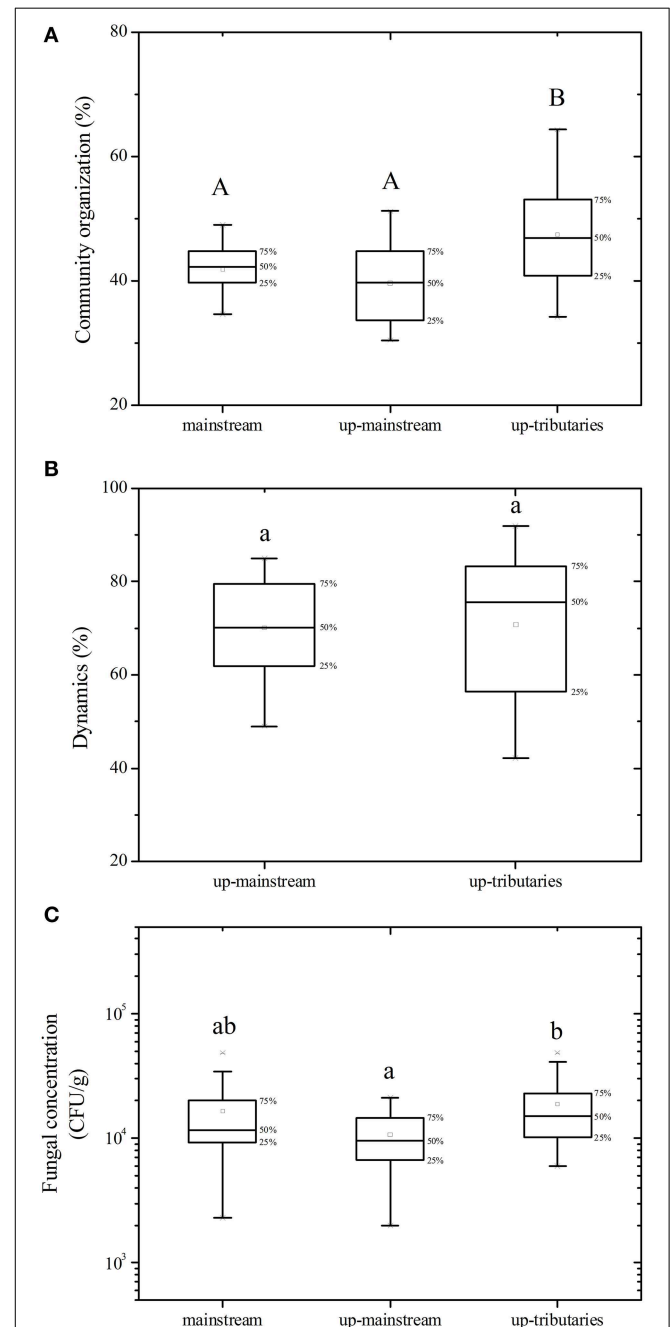 A
80
60
40
20
Community organization (%)
A
A
B
75%
50%
25%
75%
50%
25%
75%
50%
25%
mainstream
up-mainstream
up-tributaries
B
100
80
60
40
20
Dynamics (%)
a
a
75%
50%
25%
75%
50%
25%
up-mainstream
up-tributaries
C
10⁵
10⁴
10³
Fungal concentration
(CFU/g)
ab
a
b
75%
50%
25%
75%
50%
25%
75%
50%
25%
mainstream
up-mainstream
up-tributaries